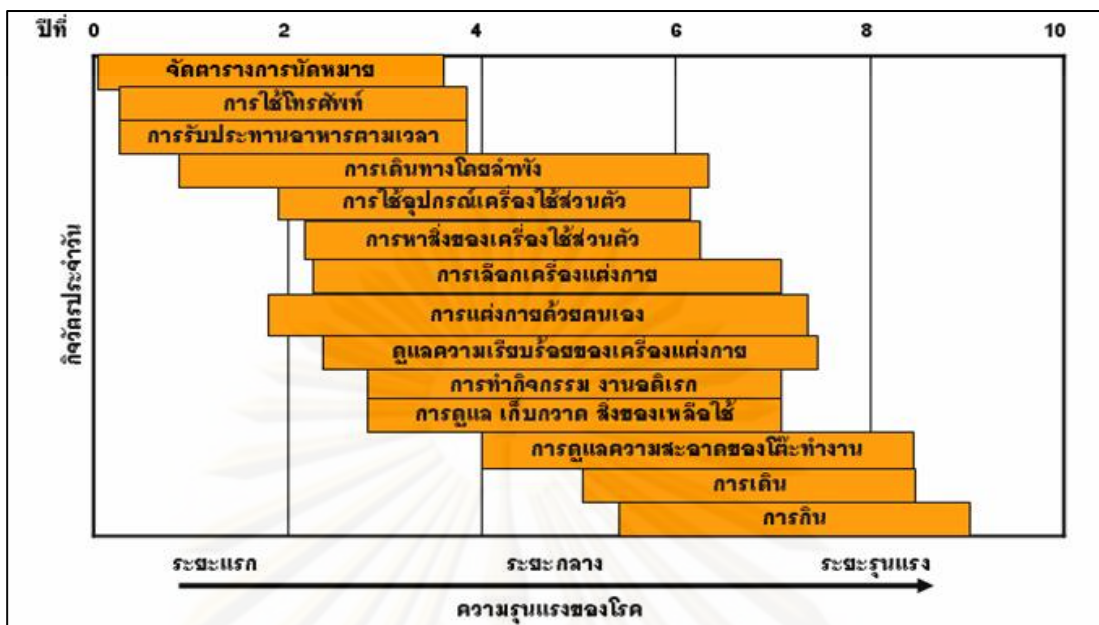 ปีที่ 0 2 4 6 8 10
จัดตารางการนัดหมาย
การใช้โทรศัพท์
การรับประทานอาหารตามเวลา
การเดินทางโดยลำพัง
การใช้อุปกรณ์เครื่องใช้ส่วนตัว
การหาสิ่งของเครื่องใช้ส่วนตัว
การเลือกเครื่องแต่งกาย
การแต่งกายด้วยตนเอง
ดูแลความเรียบร้อยของเครื่องแต่งกาย
การทำกิจกรรม งานอดิเรก
การดูแล เก็บกวาด สิ่งของเหลือใช้
การดูแลความสะอาดของโต๊ะทำงาน
การเดิน
การกิน
กิจวัตรประจำวัน
ระยะแรก ระยะกลาง ระยะรุนแรง
ความรุนแรงของโรค